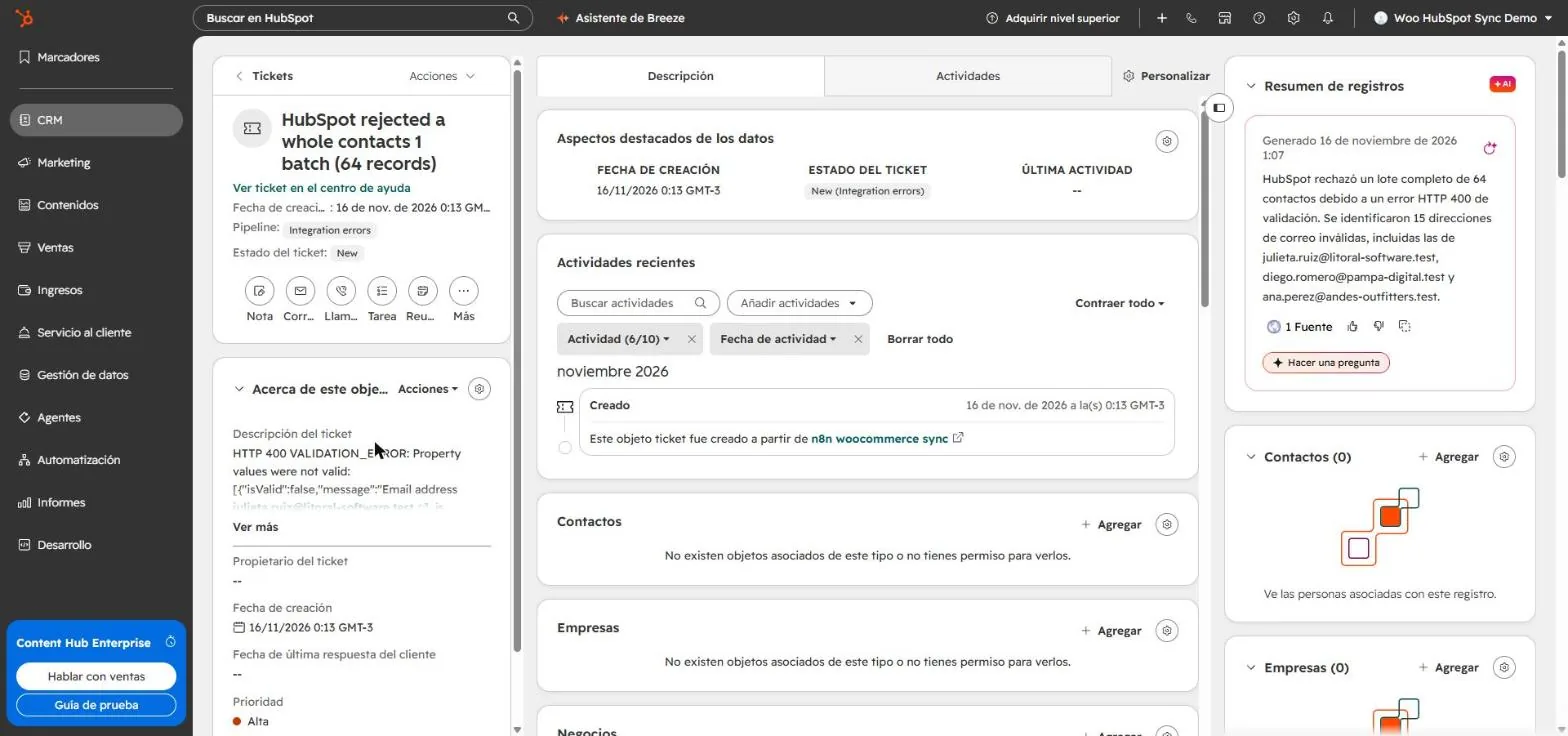 Buscar en HubSpot
Asistente de Breeze
Adquirir nivel superior
Woo HubSpot Sync Demo
Marcadores
CRM
Marketing
Contenidos
Ventas
Ingresos
Servicio al cliente
Gestión de datos
Agentes
Automatización
Informes
Desarrollo
Content Hub Enterprise
Hablar con ventas
Guía de prueba
Tickets
Acciones
HubSpot rejected a
whole contacts 1
batch (64 records)
Ver ticket en el centro de ayuda
Fecha de creaci... : 16 de nov. de 2026 0:13 GM...
Pipeline: Integration errors
Estado del ticket: New
Nota Corr... Llam... Tarea Reu... Más
Acerca de este obje... Acciones
Descripción del ticket
HTTP 400 VALIDATION_ERROR: Property
values were not valid:
[{"isValid":false,"message":"Email address
julieta.ruiz@litoral-software.test is
Ver más
Propietario del ticket
--
Fecha de creación
16/11/2026 0:13 GMT-3
Fecha de última respuesta del cliente
--
Prioridad
Alta
Descripción
Actividades
Personalizar
Aspectos destacados de los datos
FECHA DE CREACIÓN ESTADO DEL TICKET ÚLTIMA ACTIVIDAD
16/11/2026 0:13 GMT-3 New (Integration errors) --
Actividades recientes
Buscar actividades Añadir actividades Contraer todo
Actividad (6/10) Fecha de actividad Borrar todo
noviembre 2026
Creado 16 de nov. de 2026 a la(s) 0:13 GMT-3
Este objeto ticket fue creado a partir de n8n woocommerce sync
Contactos + Agregar
No existen objetos asociados de este tipo o no tienes permiso para verlos.
Empresas + Agregar
No existen objetos asociados de este tipo o no tienes permiso para verlos.
Negocios + Agregar
Resumen de registros + AI
Generado 16 de noviembre de 2026
1:07
HubSpot rechazó un lote completo de 64
contactos debido a un error HTTP 400 de
validación. Se identificaron 15 direcciones
de correo inválidas, incluidas las de
julieta.ruiz@litoral-software.test,
diego.romero@pampa-digital.test y
ana.perez@andes-outfitters.test.
1 Fuente
Hacer una pregunta
Contactos (0) + Agregar
Ve las personas asociadas con este registro.
Empresas (0) + Agregar